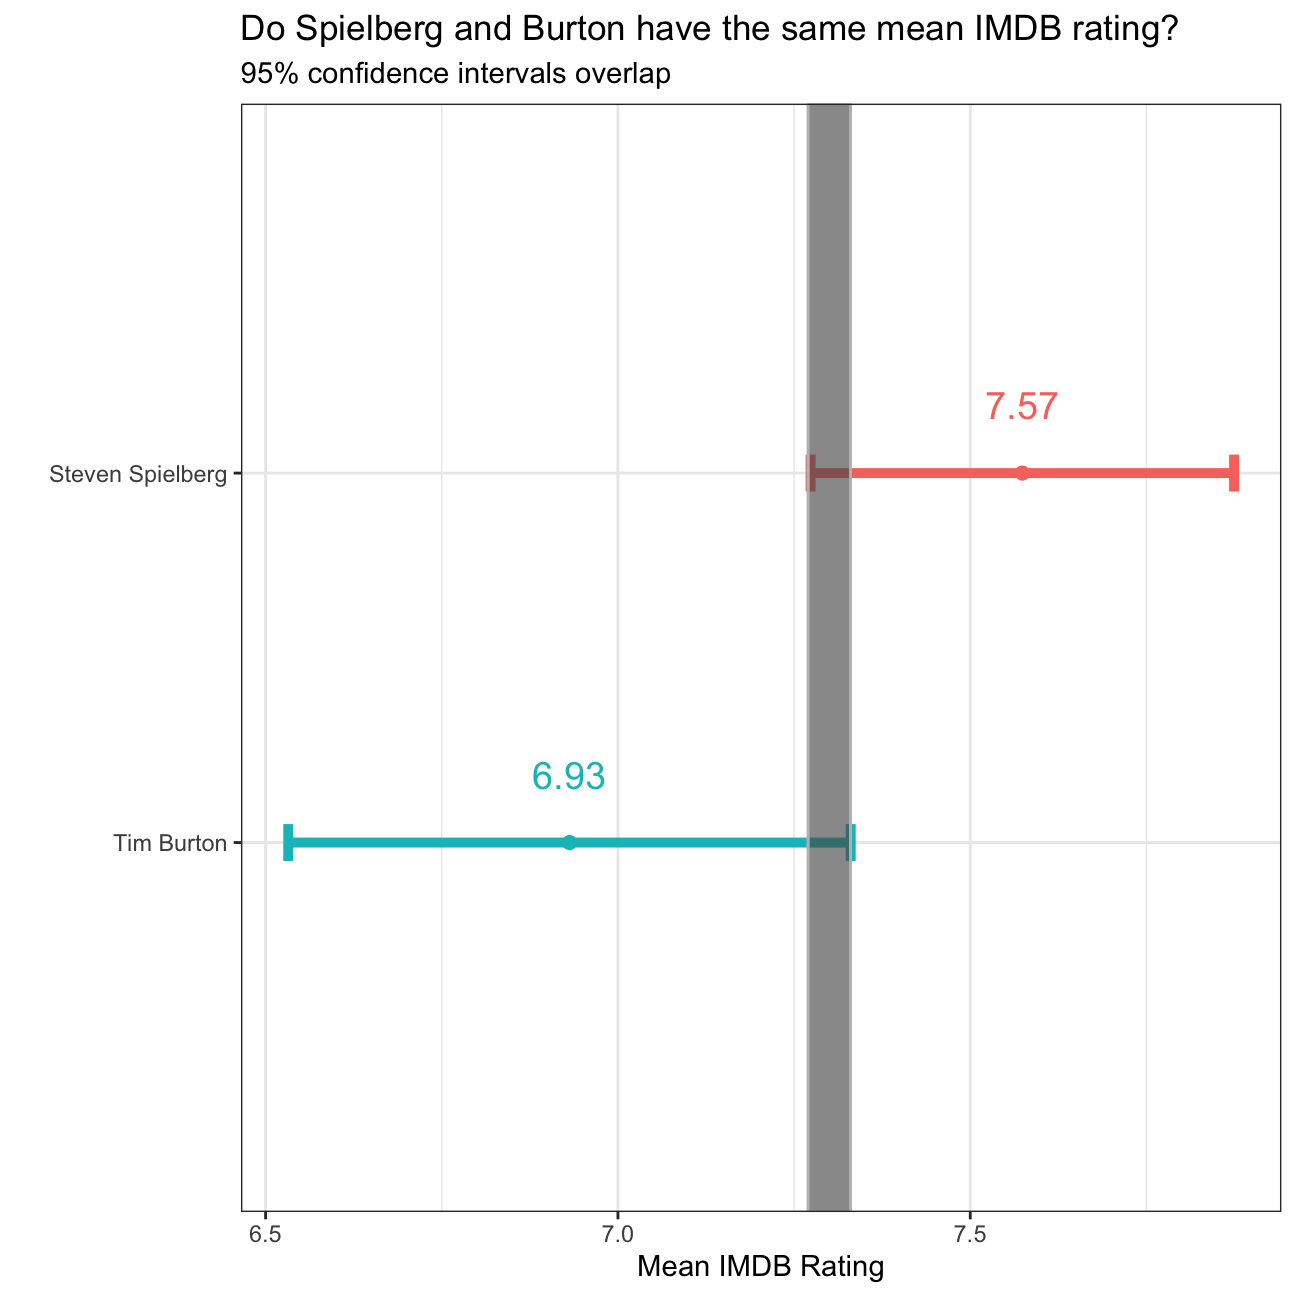 Do Spielberg and Burton have the same mean IMDB rating?
95% confidence intervals overlap
7.57
Steven Spielberg
6.93
Tim Burton
6.5 7.0 7.5
Mean IMDB Rating